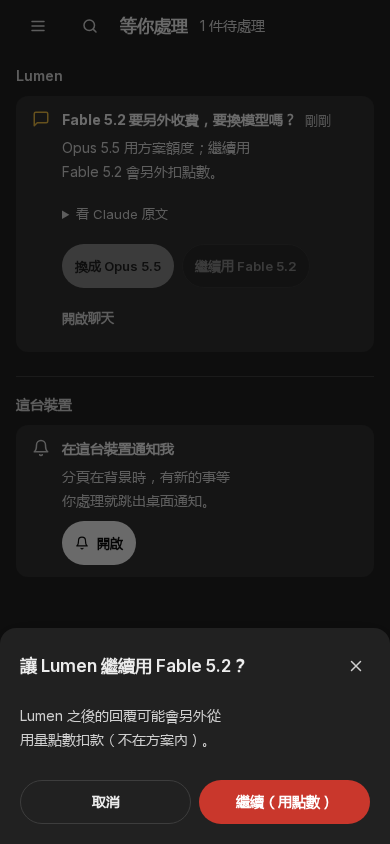 等你處理 1 件待處理
Lumen
Fable 5.2 要另外收費，要換模型嗎？ 剛剛
Opus 5.5 用方案額度；繼續用
Fable 5.2 會另外扣點數。
看 Claude 原文
換成 Opus 5.5 繼續用 Fable 5.2
開啟聊天
這台裝置
在這台裝置通知我
分頁在背景時，有新的事等
你處理就跳出桌面通知。
開啟
讓 Lumen 繼續用 Fable 5.2？
Lumen 之後的回覆可能會另外從
用量點數扣款（不在方案內）。
取消 繼續（用點數）